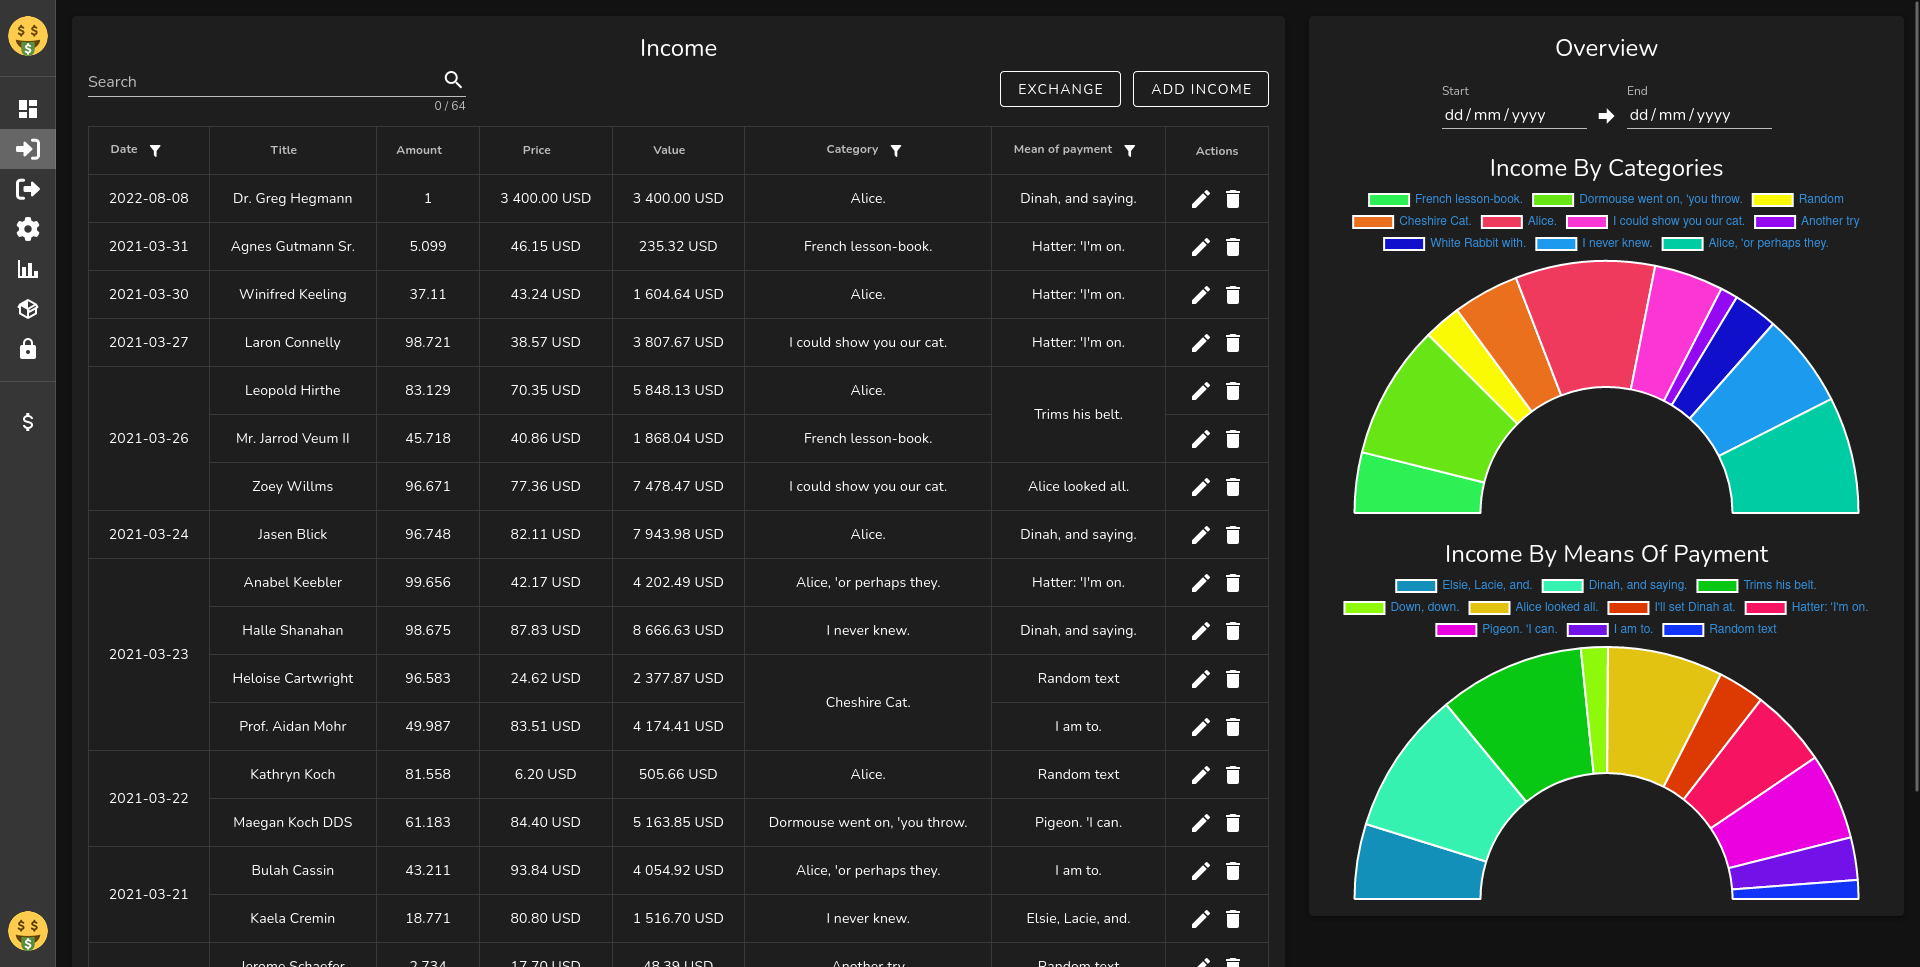 Income
Search
0 / 64
EXCHANGE
ADD INCOME
Date Title Amount Price Value Category Mean of payment Actions
2022-08-08 Dr. Greg Hegmann 1 3 400.00 USD 3 400.00 USD Alice. Dinah, and saying.
2021-03-31 Agnes Gutmann Sr. 5.099 46.15 USD 235.32 USD French lesson-book. Hatter: 'I'm on.
2021-03-30 Winifred Keeling 37.11 43.24 USD 1 604.64 USD Alice. Hatter: 'I'm on.
2021-03-27 Laron Connelly 98.721 38.57 USD 3 807.67 USD I could show you our cat. Hatter: 'I'm on.
2021-03-26 Leopold Hirthe 83.129 70.35 USD 5 848.13 USD Alice. Trims his belt.
Mr. Jarrod Veum II 45.718 40.86 USD 1 868.04 USD French lesson-book.
Zoey Willms 96.671 77.36 USD 7 478.47 USD I could show you our cat. Alice looked all.
2021-03-24 Jasen Blick 96.748 82.11 USD 7 943.98 USD Alice. Dinah, and saying.
2021-03-23 Anabel Keebler 99.656 42.17 USD 4 202.49 USD Alice, 'or perhaps they. Hatter: 'I'm on.
Halle Shanahan 98.675 87.83 USD 8 666.63 USD I never knew. Dinah, and saying.
Heloise Cartwright 96.583 24.62 USD 2 377.87 USD Cheshire Cat. Random text
Prof. Aidan Mohr 49.987 83.51 USD 4 174.41 USD I am to.
2021-03-22 Kathryn Koch 81.558 6.20 USD 505.66 USD Alice. Random text
Maegan Koch DDS 61.183 84.40 USD 5 163.85 USD Dormouse went on, 'you throw. Pigeon. 'I can.
2021-03-21 Bulah Cassin 43.211 93.84 USD 4 054.92 USD Alice, 'or perhaps they. I am to.
Kaela Cremin 18.771 80.80 USD 1 516.70 USD I never knew. Elsie, Lacie, and.
Jerome Schaefer 2.734 17.70 USD 48.39 USD Another try Random text
Overview
Start End
dd / mm / yyyy dd / mm / yyyy
Income By Categories
French lesson-book. Dormouse went on, 'you throw. Random
Cheshire Cat. Alice. I could show you our cat. Another try
White Rabbit with. I never knew. Alice, 'or perhaps they.
Income By Means Of Payment
Elsie, Lacie, and. Dinah, and saying. Trims his belt.
Down, down. Alice looked all. I'll set Dinah at. Hatter: 'I'm on.
Pigeon. 'I can. I am to. Random text